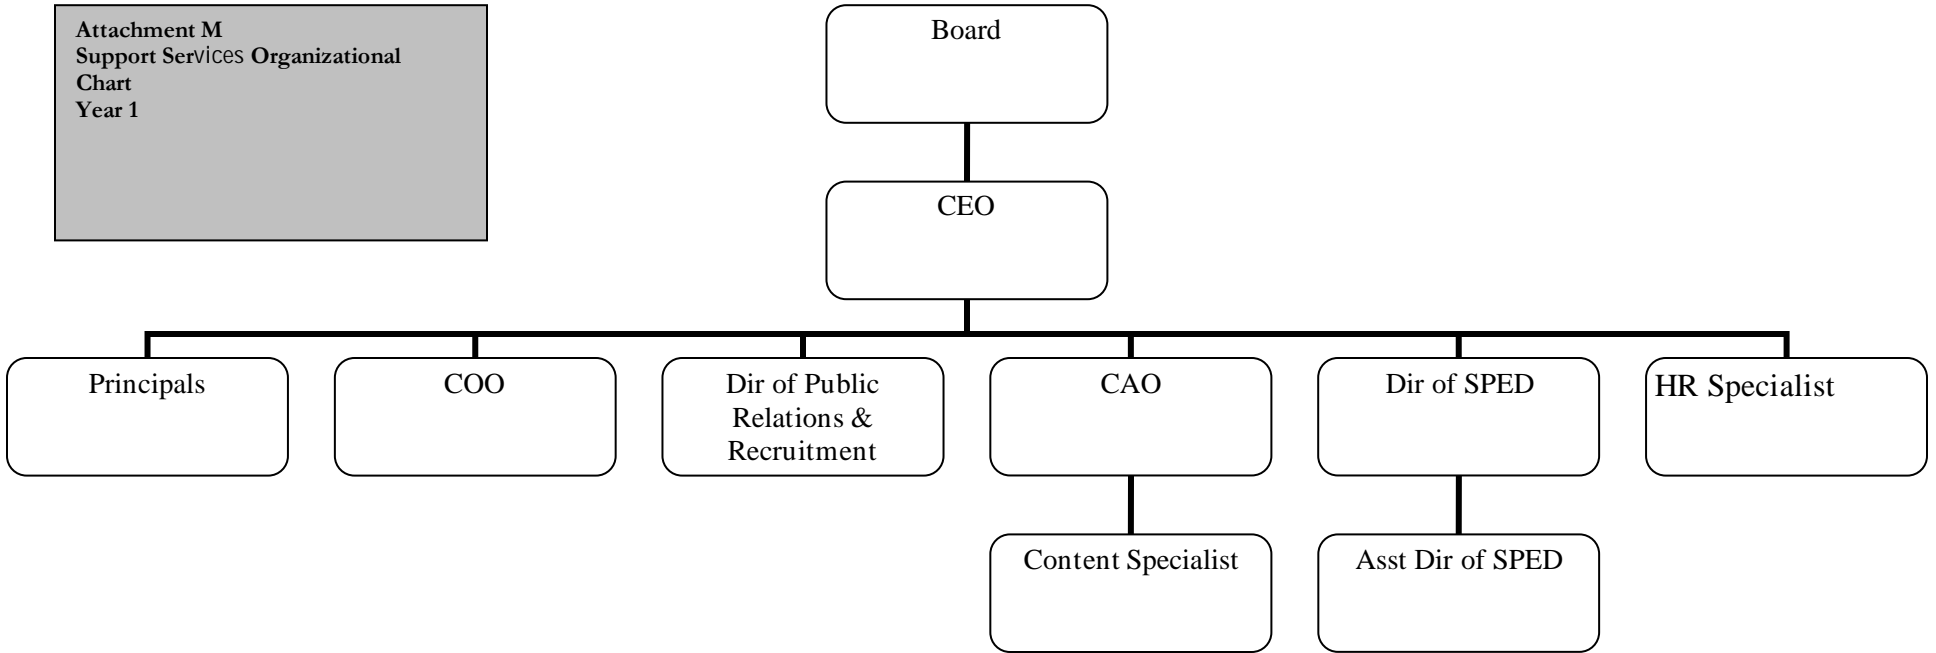 Attachment M
Support Services Organizational
Chart
Year 1
Board
CEO
Principals
COO
Dir of Public
Relations &
Recruitment
CAO
Dir of SPED
HR Specialist
Content Specialist
Asst Dir of SPED